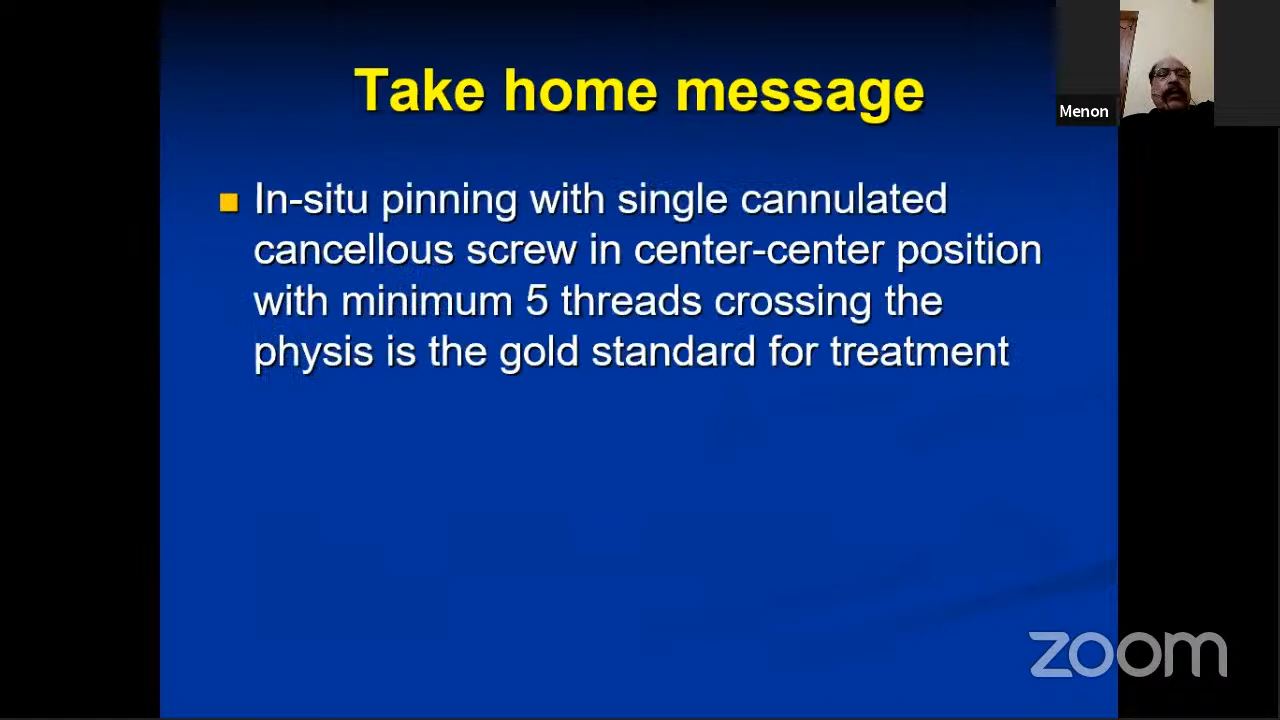 Take home message
In-situ pinning with single cannulated
cancellous screw in center-center position
with minimum 5 threads crossing the
physis is the gold standard for treatment
Menon
zoom